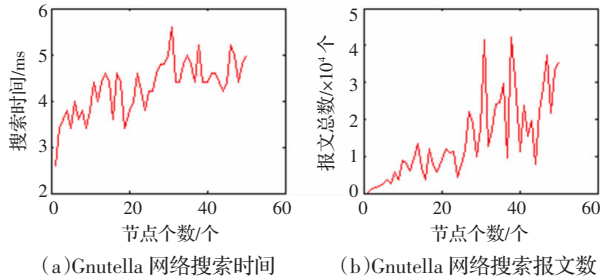 6
5
4
3
2
搜索时间/ms
0 20 40 60
节点个数/个
(a)Gnutella 网络搜索时间
5
4
3
2
1
0
报文总数/×10⁴ 个
0 20 40 60
节点个数/个
(b)Gnutella 网络搜索报文数